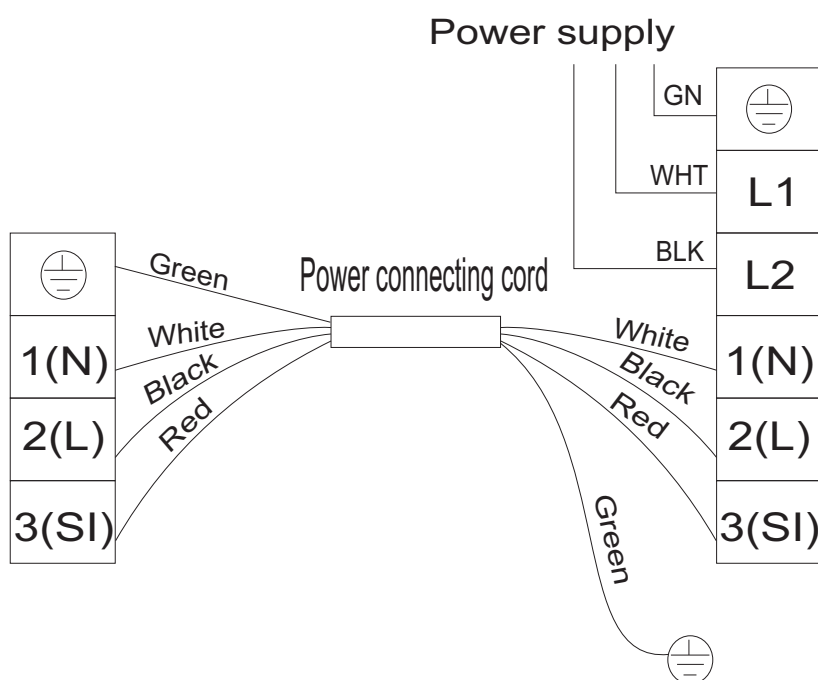 Power supply
GN
WHT
L1
BLK
L2
Green
Power connecting cord
1(N)
White
White
1(N)
Black
Black
2(L)
Red
Red
2(L)
3(SI)
Green
3(SI)